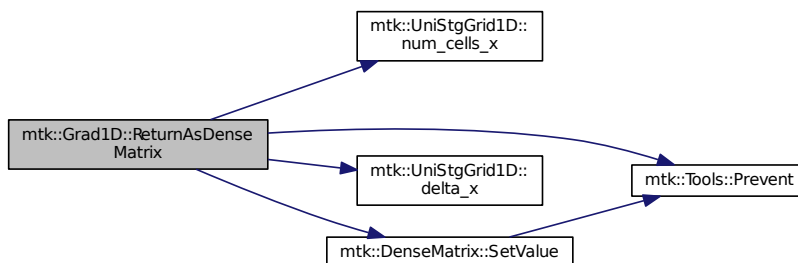 mtk::UniStgGrid1D::
num_cells_x
mtk::Grad1D::ReturnAsDense
Matrix
mtk::UniStgGrid1D::
delta_x
mtk::Tools::Prevent
mtk::DenseMatrix::SetValue